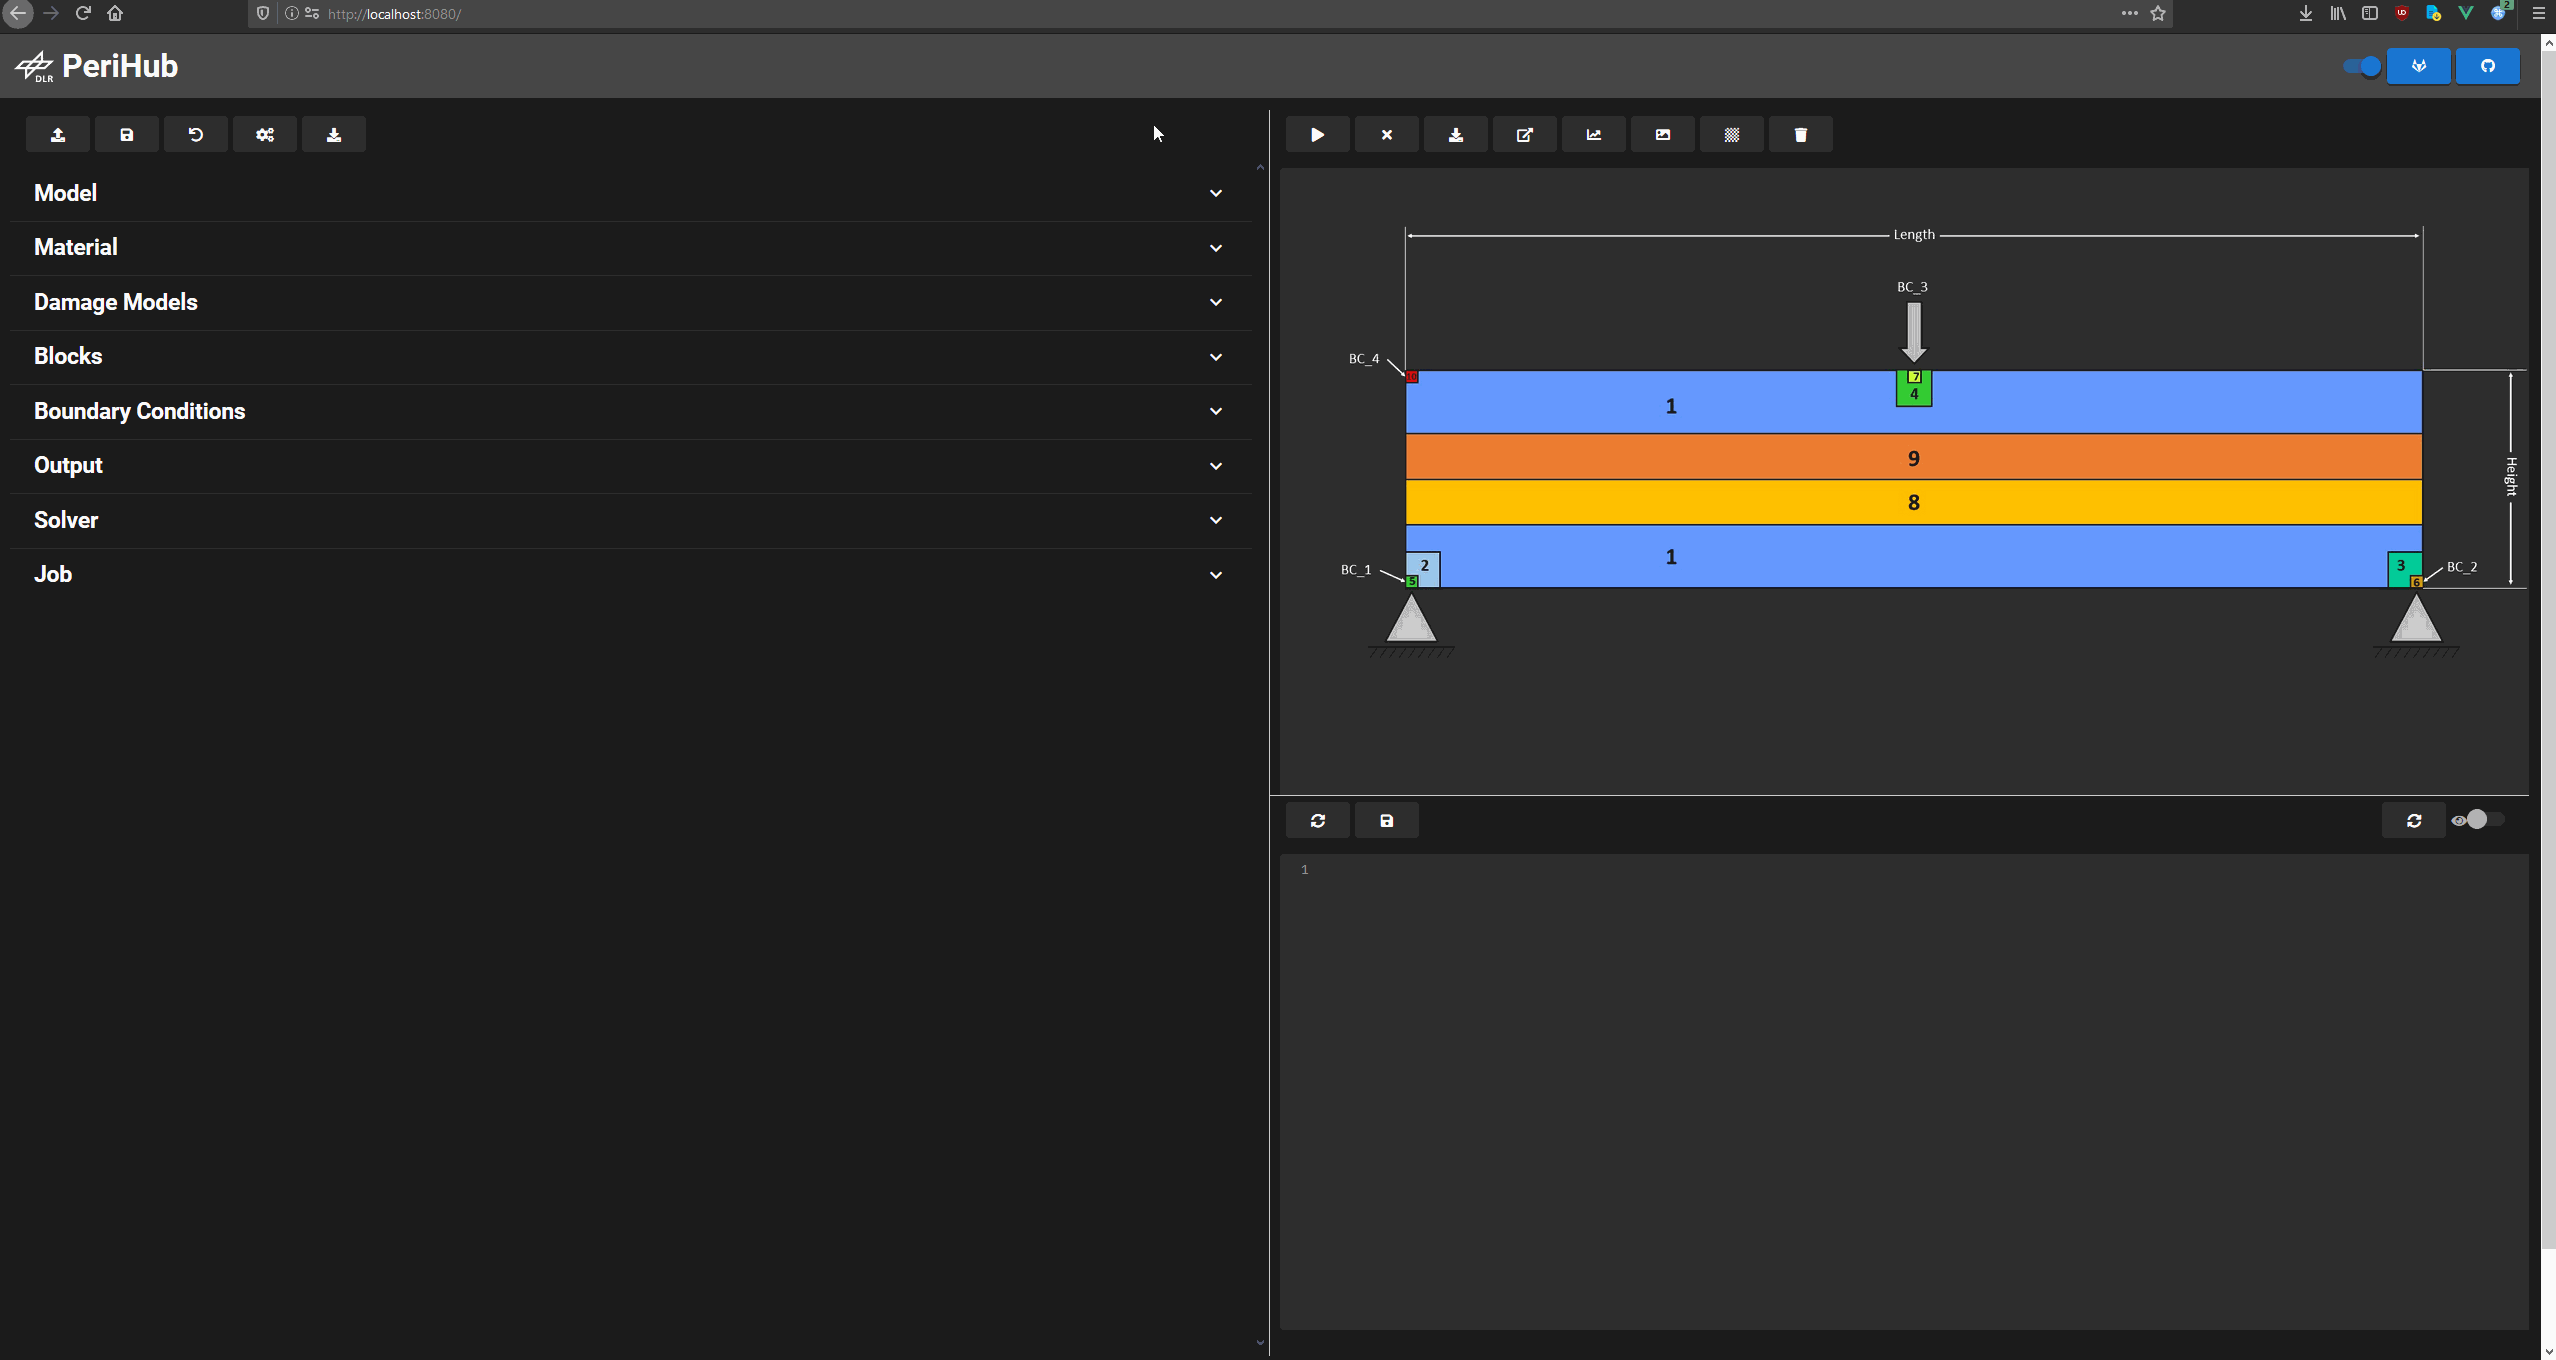 http://localhost:8080/
2
DLR
PeriHub
Model
Material
Damage Models
Blocks
Boundary Conditions
Output
Solver
Job
Length
BC_3
BC_4
7
4
1
9
8
Height
1
BC_1
2
5
3
6
BC_2
1